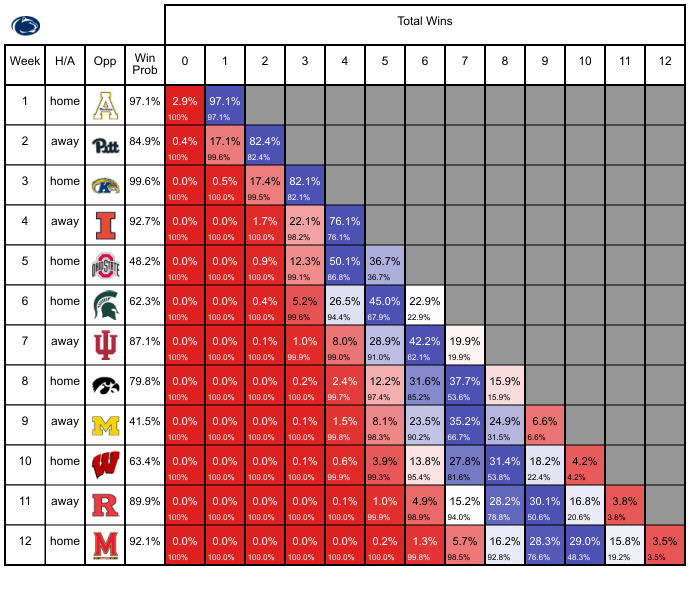 Total Wins
Week H/A Opp Win Prob 0 1 2 3 4 5 6 7 8 9 10 11 12
1 home A 97.1% 2.9% 97.1%
100% 97.1%
2 away Pitt 84.9% 0.4% 17.1% 82.4%
100% 99.6% 82.4%
3 home K 99.6% 0.0% 0.5% 17.4% 82.1%
100% 100.0% 99.5% 82.1%
4 away I 92.7% 0.0% 0.0% 1.7% 22.1% 76.1%
100% 100.0% 100.0% 98.2% 76.1%
5 home OHIO STATE 48.2% 0.0% 0.0% 0.9% 12.3% 50.1% 36.7%
100% 100.0% 100.0% 99.1% 86.8% 36.7%
6 home 62.3% 0.0% 0.0% 0.4% 5.2% 26.5% 45.0% 22.9%
100% 100.0% 100.0% 99.6% 94.4% 67.9% 22.9%
7 away 87.1% 0.0% 0.0% 0.1% 1.0% 8.0% 28.9% 42.2% 19.9%
100% 100.0% 100.0% 99.9% 99.0% 91.0% 62.1% 19.9%
8 home 79.8% 0.0% 0.0% 0.0% 0.2% 2.4% 12.2% 31.6% 37.7% 15.9%
100% 100.0% 100.0% 100.0% 99.7% 97.4% 85.2% 53.6% 15.9%
9 away M 41.5% 0.0% 0.0% 0.0% 0.1% 1.5% 8.1% 23.5% 35.2% 24.9% 6.6%
100% 100.0% 100.0% 100.0% 99.8% 98.3% 90.2% 66.7% 31.5% 6.6%
10 home W 63.4% 0.0% 0.0% 0.0% 0.1% 0.6% 3.9% 13.8% 27.8% 31.4% 18.2% 4.2%
100% 100.0% 100.0% 100.0% 99.9% 99.3% 95.4% 81.6% 53.8% 22.4% 4.2%
11 away R 89.9% 0.0% 0.0% 0.0% 0.0% 0.1% 1.0% 4.9% 15.2% 28.2% 30.1% 16.8% 3.8%
100% 100.0% 100.0% 100.0% 100.0% 99.9% 98.9% 94.0% 78.8% 50.6% 20.6% 3.8%
12 home M 92.1% 0.0% 0.0% 0.0% 0.0% 0.0% 0.2% 1.3% 5.7% 16.2% 28.3% 29.0% 15.8% 3.5%
100% 100.0% 100.0% 100.0% 100.0% 100.0% 99.8% 98.5% 92.8% 76.6% 48.3% 19.2% 3.5%